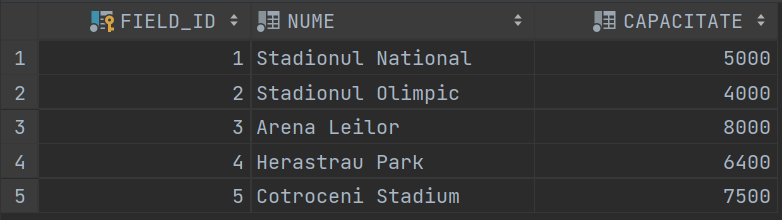 FIELD_ID NUME CAPACITATE
1 1 Stadionul National 5000
2 2 Stadionul Olimpic 4000
3 3 Arena Leilor 8000
4 4 Herastrau Park 6400
5 5 Cotroceni Stadium 7500